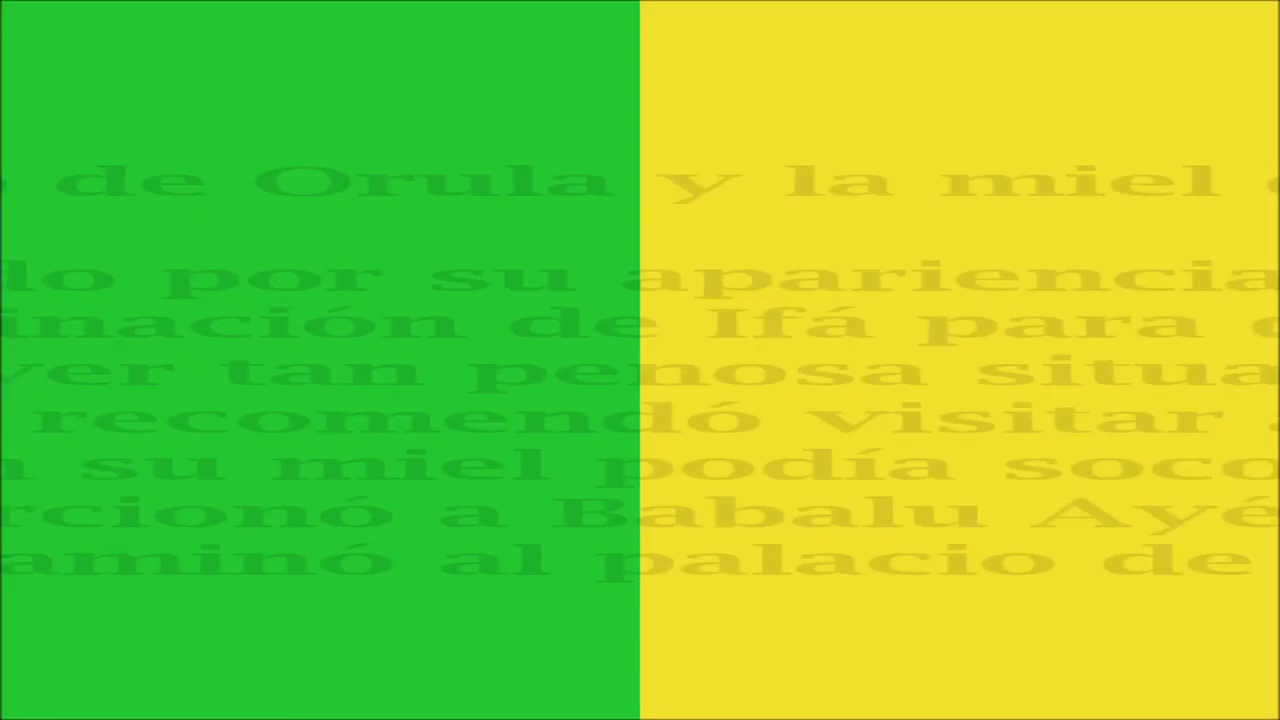 de Orula y la miel
lo por su apariencia
inación de Ifá para
ver tan penosa situa
recomendó visitar
su miel podía soco
rcionó a Babalu Ayé
aminó al palacio de